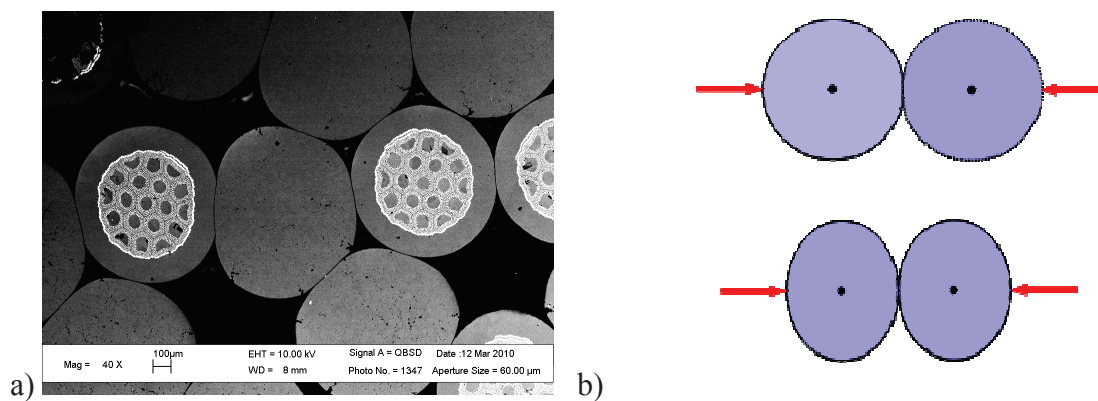 100µm
EHT = 10.00 kV Signal A = QBSD Date :12 Mar 2010
Mag = 40 X
WD = 8 mm Photo No. = 1347 Aperture Size = 60.00 µm
a) b)